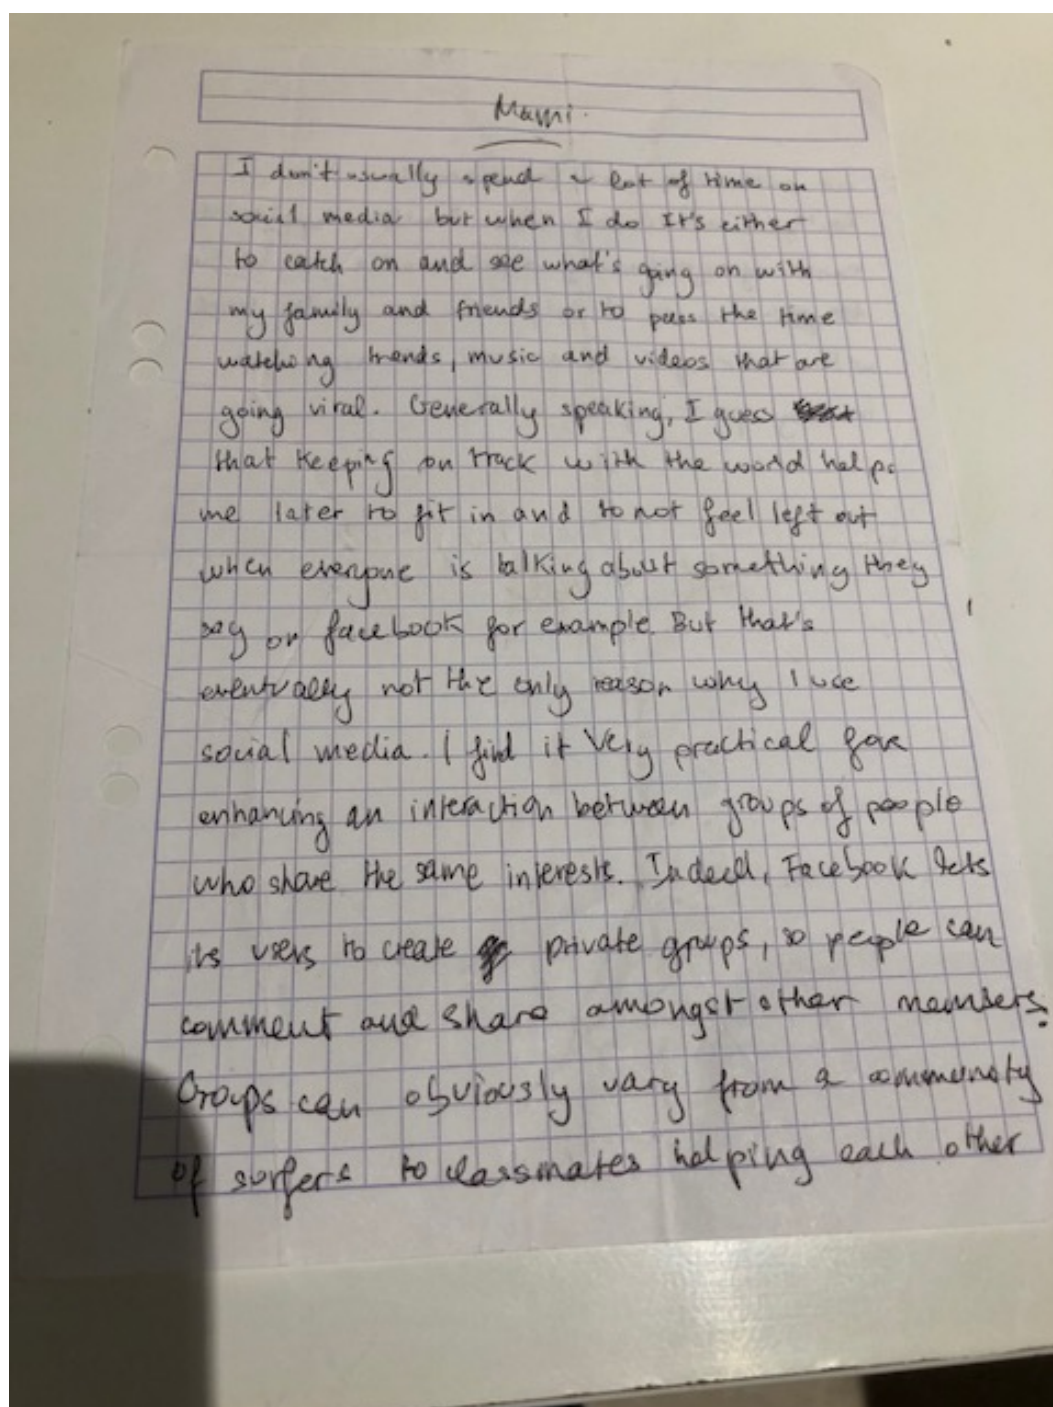 Mami.
I don't usually spend a lot of time on
social media but when I do It's either
to catch on and see what's going on with
my family and friends or to pass the time
watching trends, music and videos that are
going viral. Generally speaking, I guess
that Keeping on track with the world helps
me later to fit in and to not feel left out
when everyone is talking about something they
say on facebook for example. But that's
eventually not the only reason why I use
social media. I find it very practical for
enhancing an interaction between groups of people
who share the same interests. Indeed, Facebook lets
its users to create private groups, so people can
comment and share amongst other members.
Groups can obviously vary from a community
of surfers to classmates helping each other